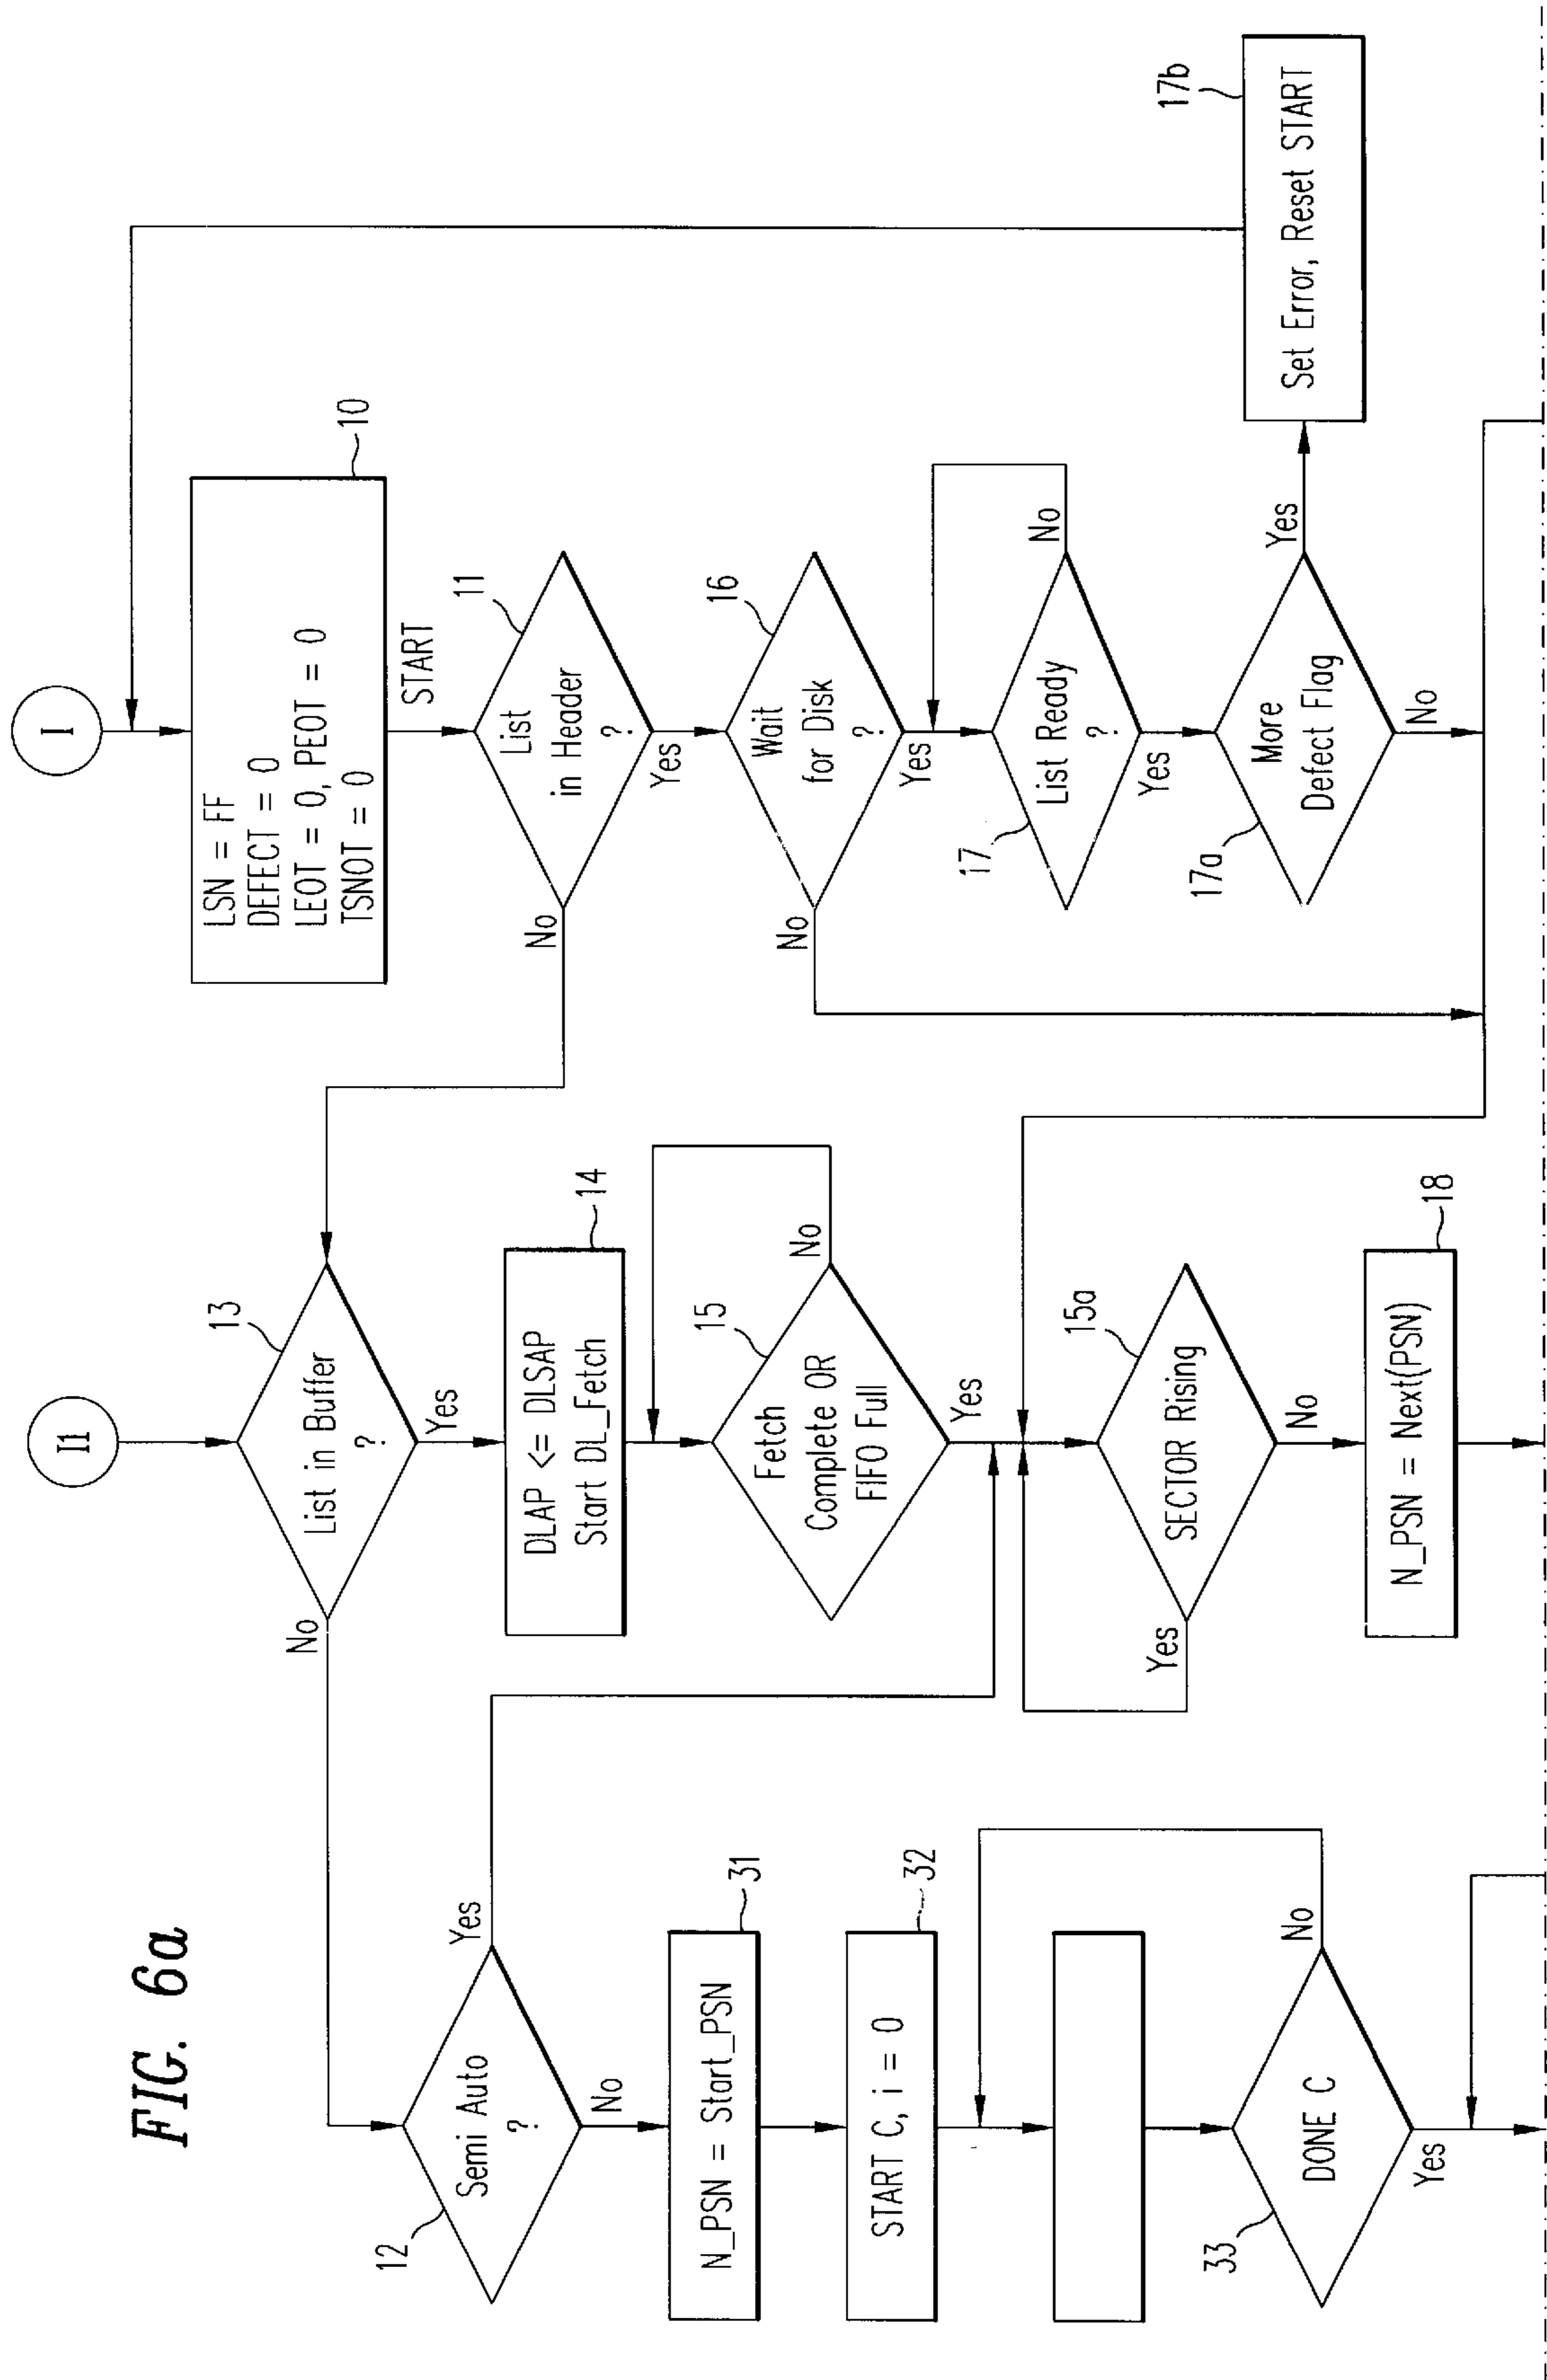 FIG. 6a
I
LSN = FF
DEFECT = 0
LEOT = 0, PEOT = 0
TSNOT = 0
10
START
List
in Header
?
11
No
Yes
Wait
for Disk
?
16
No
Yes
List Ready
?
17
No
Yes
More
Defect Flag
17a
Yes
No
Set Error, Reset START
17b
I1
List in Buffer
?
13
No
Yes
DLAP <= DLSAP
Start DL_Fetch
14
Fetch
Complete OR
FIFO Full
15
No
Yes
SECTOR Rising
15a
Yes
No
N_PSN = Next(PSN)
18
Semi Auto
?
12
Yes
No
N_PSN = Start_PSN
31
START C, i = 0
32
DONE C
33
No
Yes